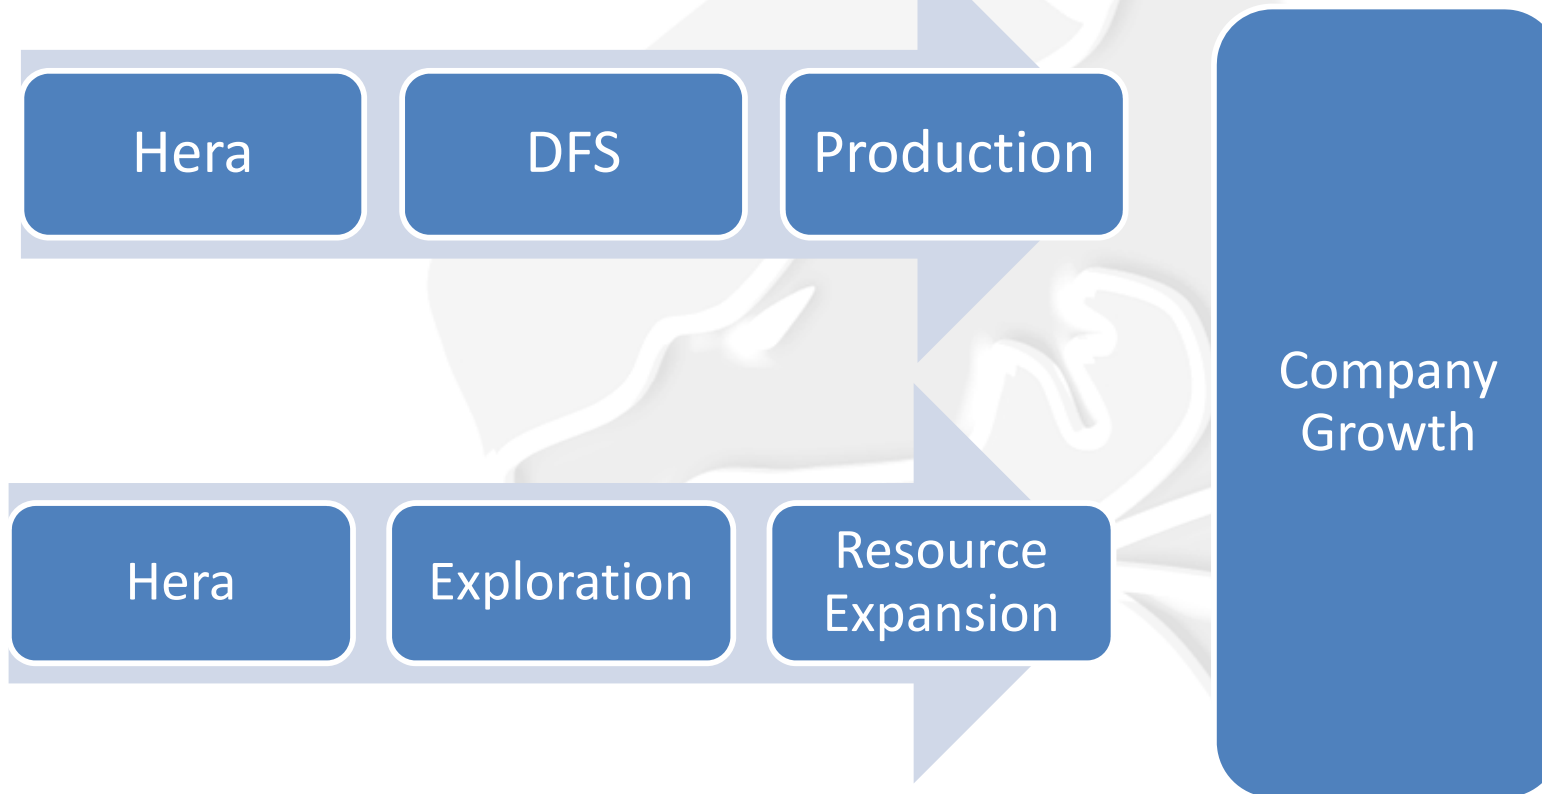 Hera
DFS
Production
Hera
Exploration
Resource
Expansion
Company
Growth